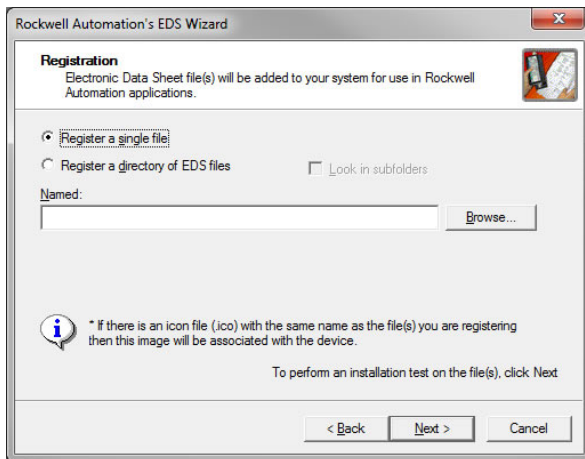 Rockwell Automation's EDS Wizard
Registration
Electronic Data Sheet file(s) will be added to your system for use in Rockwell
Automation applications.
Register a single file
Register a directory of EDS files
Look in subfolders
Named:
Browse...
* If there is an icon file (.ico) with the same name as the file(s) you are registering
then this image will be associated with the device.
To perform an installation test on the file(s), click Next
< Back
Next >
Cancel